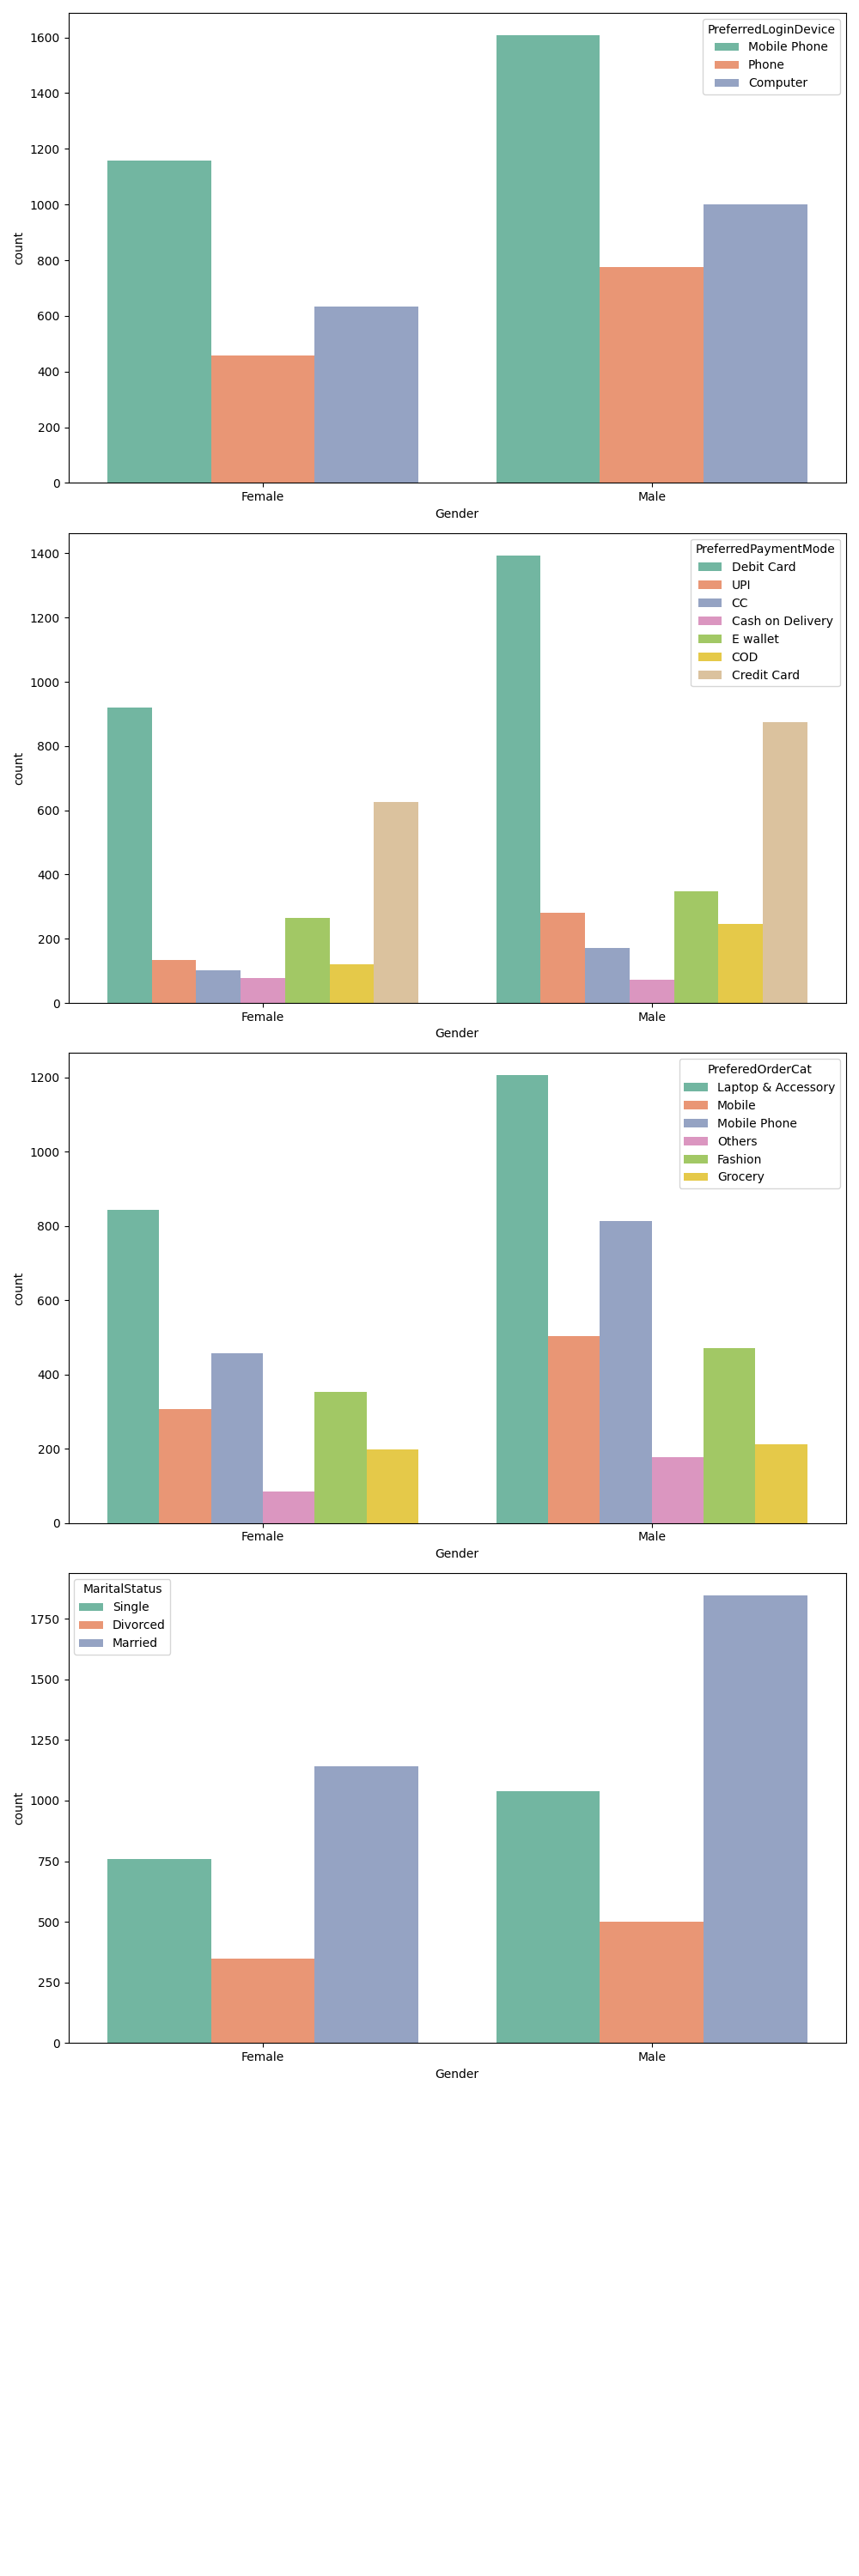 PreferredLoginDevice
Mobile Phone
Phone
Computer
1600
1400
1200
1000
800
600
400
200
0
count
Female
Male
Gender
PreferredPaymentMode
Debit Card
UPI
CC
Cash on Delivery
E wallet
COD
Credit Card
1400
1200
1000
800
600
400
200
0
count
Female
Male
Gender
PreferedOrderCat
Laptop & Accessory
Mobile
Mobile Phone
Others
Fashion
Grocery
1200
1000
800
600
400
200
0
count
Female
Male
Gender
MaritalStatus
Single
Divorced
Married
1750
1500
1250
1000
750
500
250
0
count
Female
Male
Gender